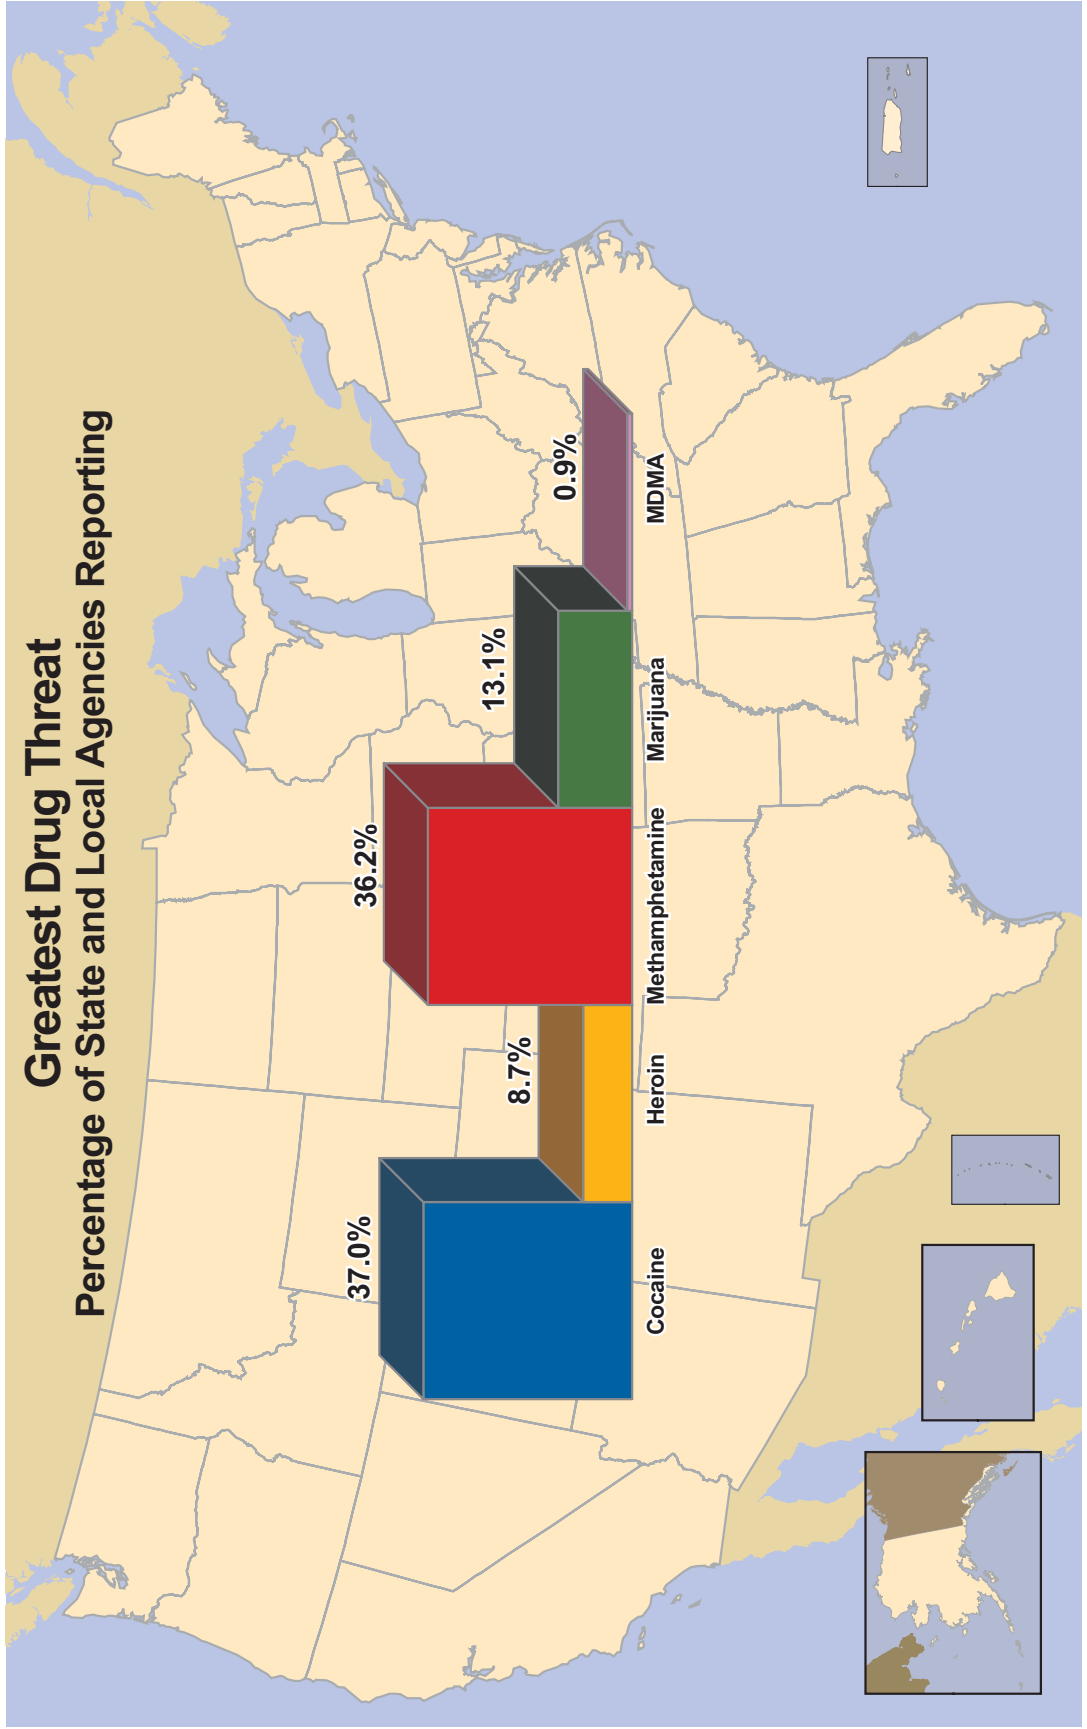 Greatest Drug Threat
Percentage of State and Local Agencies Reporting
37.0%
8.7%
36.2%
13.1%
0.9%
Cocaine
Heroin
Methamphetamine
Marijuana
MDMA